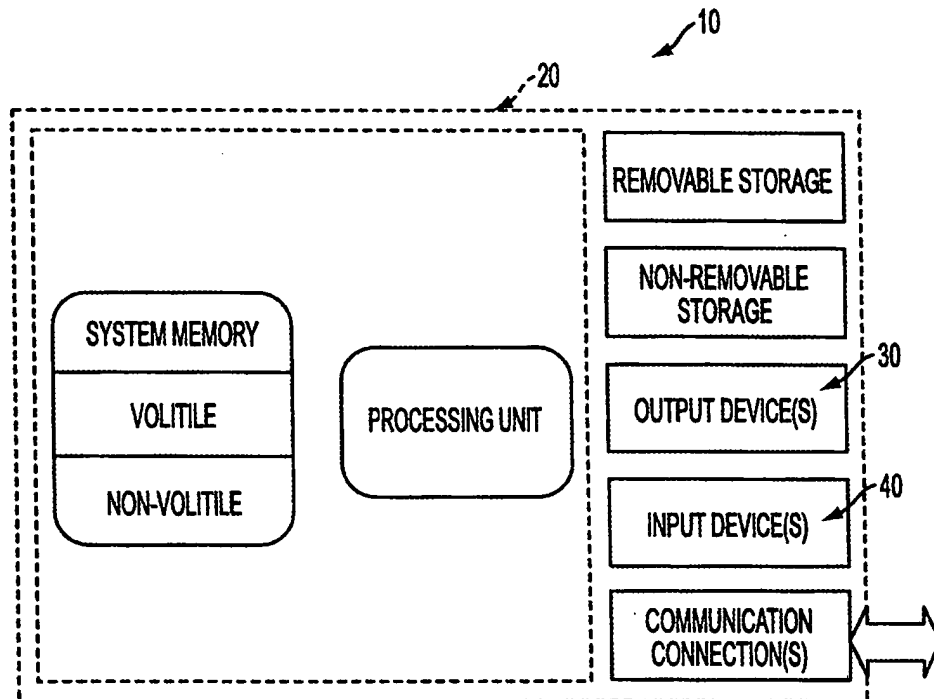 10
20
REMOVABLE STORAGE
NON-REMOVABLE
STORAGE
30
OUTPUT DEVICE(S)
40
INPUT DEVICE(S)
COMMUNICATION
CONNECTION(S)
SYSTEM MEMORY
VOLITILE
NON-VOLITILE
PROCESSING UNIT